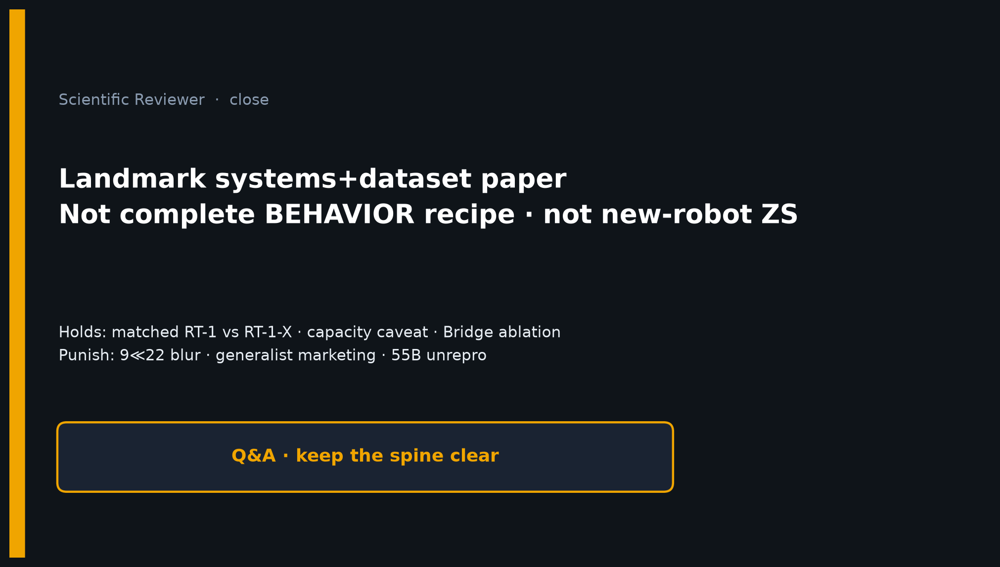 Scientific Reviewer · close
Landmark systems+dataset paper
Not complete BEHAVIOR recipe · not new-robot ZS
Holds: matched RT-1 vs RT-1-X · capacity caveat · Bridge ablation
Punish: 9≪22 blur · generalist marketing · 55B unrepro
Q&A · keep the spine clear